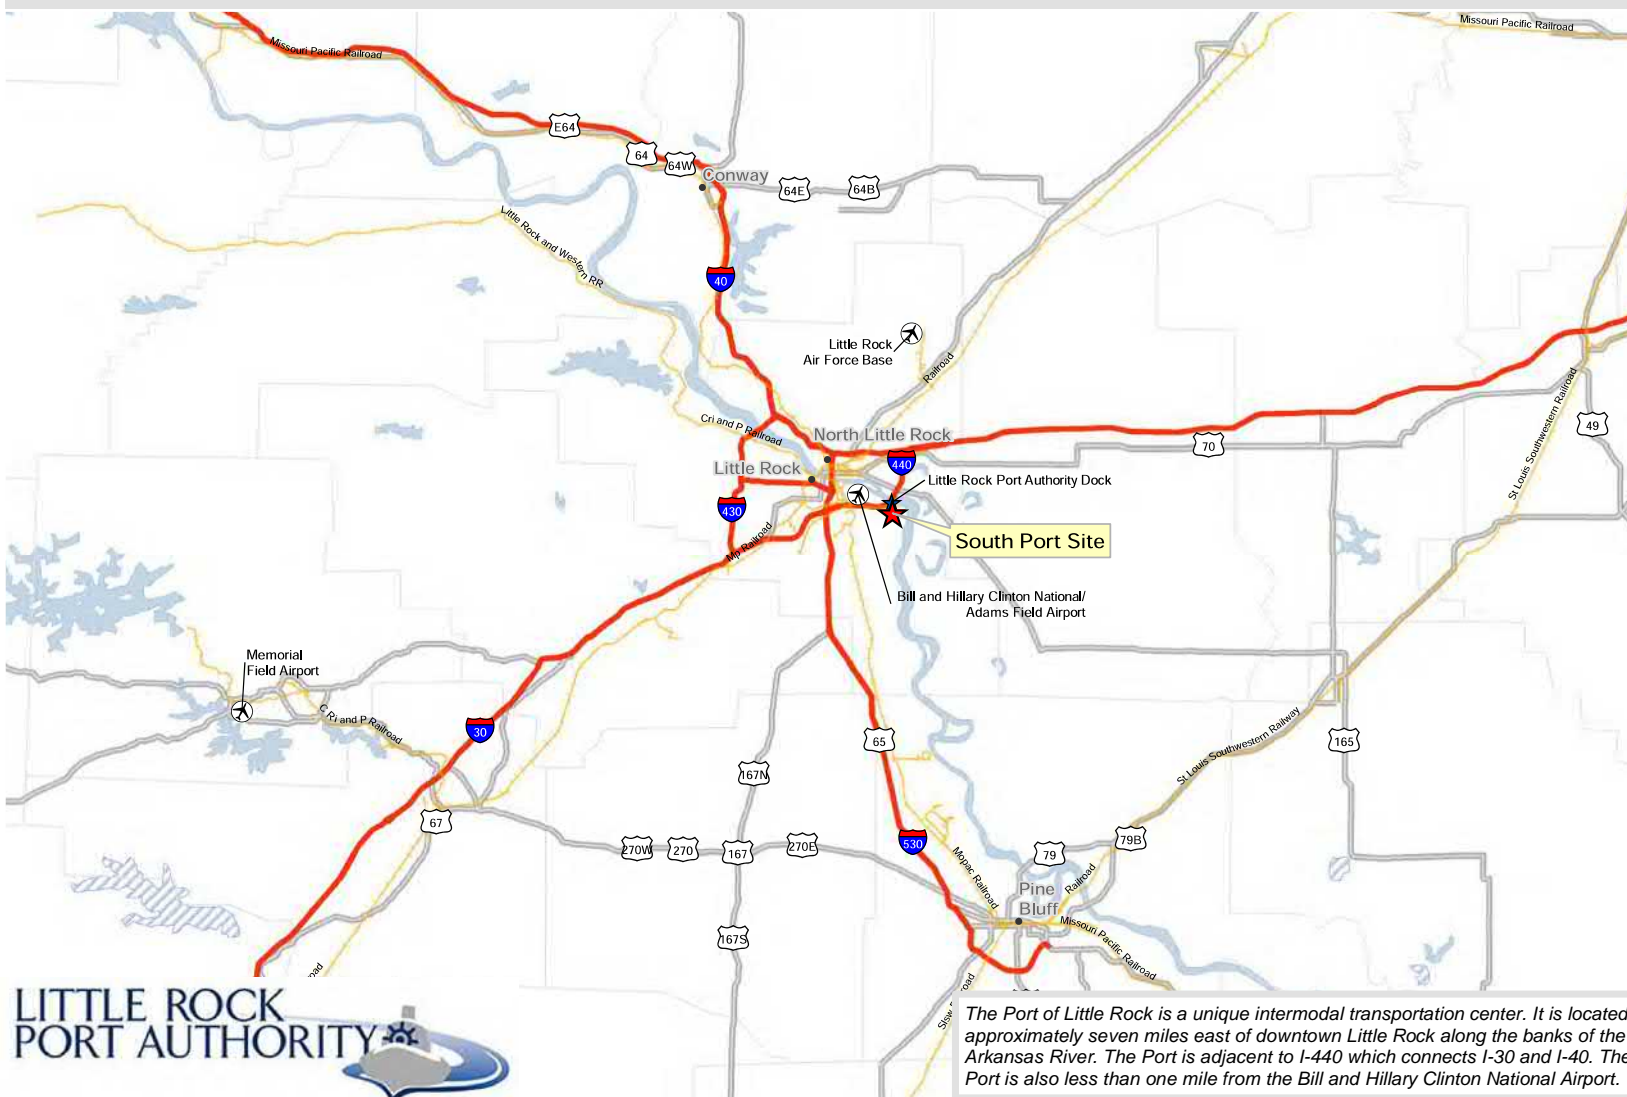 Missouri Pacific Railroad
Missouri Pacific Railroad
E64
64
64W
Conway
64E
64B
Little Rock and Western RR
40
Little Rock
Air Force Base
Railroad
St Louis Southwestern Railroad
49
Cri and P Railroad
North Little Rock
70
Little Rock
440
Little Rock Port Authority Dock
430
South Port Site
Mp Railroad
Bill and Hillary Clinton National/
Adams Field Airport
Memorial
Field Airport
C Ri and P Railroad
30
65
St Louis Southwestern Railway
165
167N
67
270W
270
167
270E
530
79
79B
Mopac Railroad
Railroad
Pine
Bluff
Missouri Pacific Railroad
167S
oad
Slsw
road
LITTLE ROCK
PORT AUTHORITY
The Port of Little Rock is a unique intermodal transportation center. It is located
approximately seven miles east of downtown Little Rock along the banks of the
Arkansas River. The Port is adjacent to I-440 which connects I-30 and I-40. The
Port is also less than one mile from the Bill and Hillary Clinton National Airport.